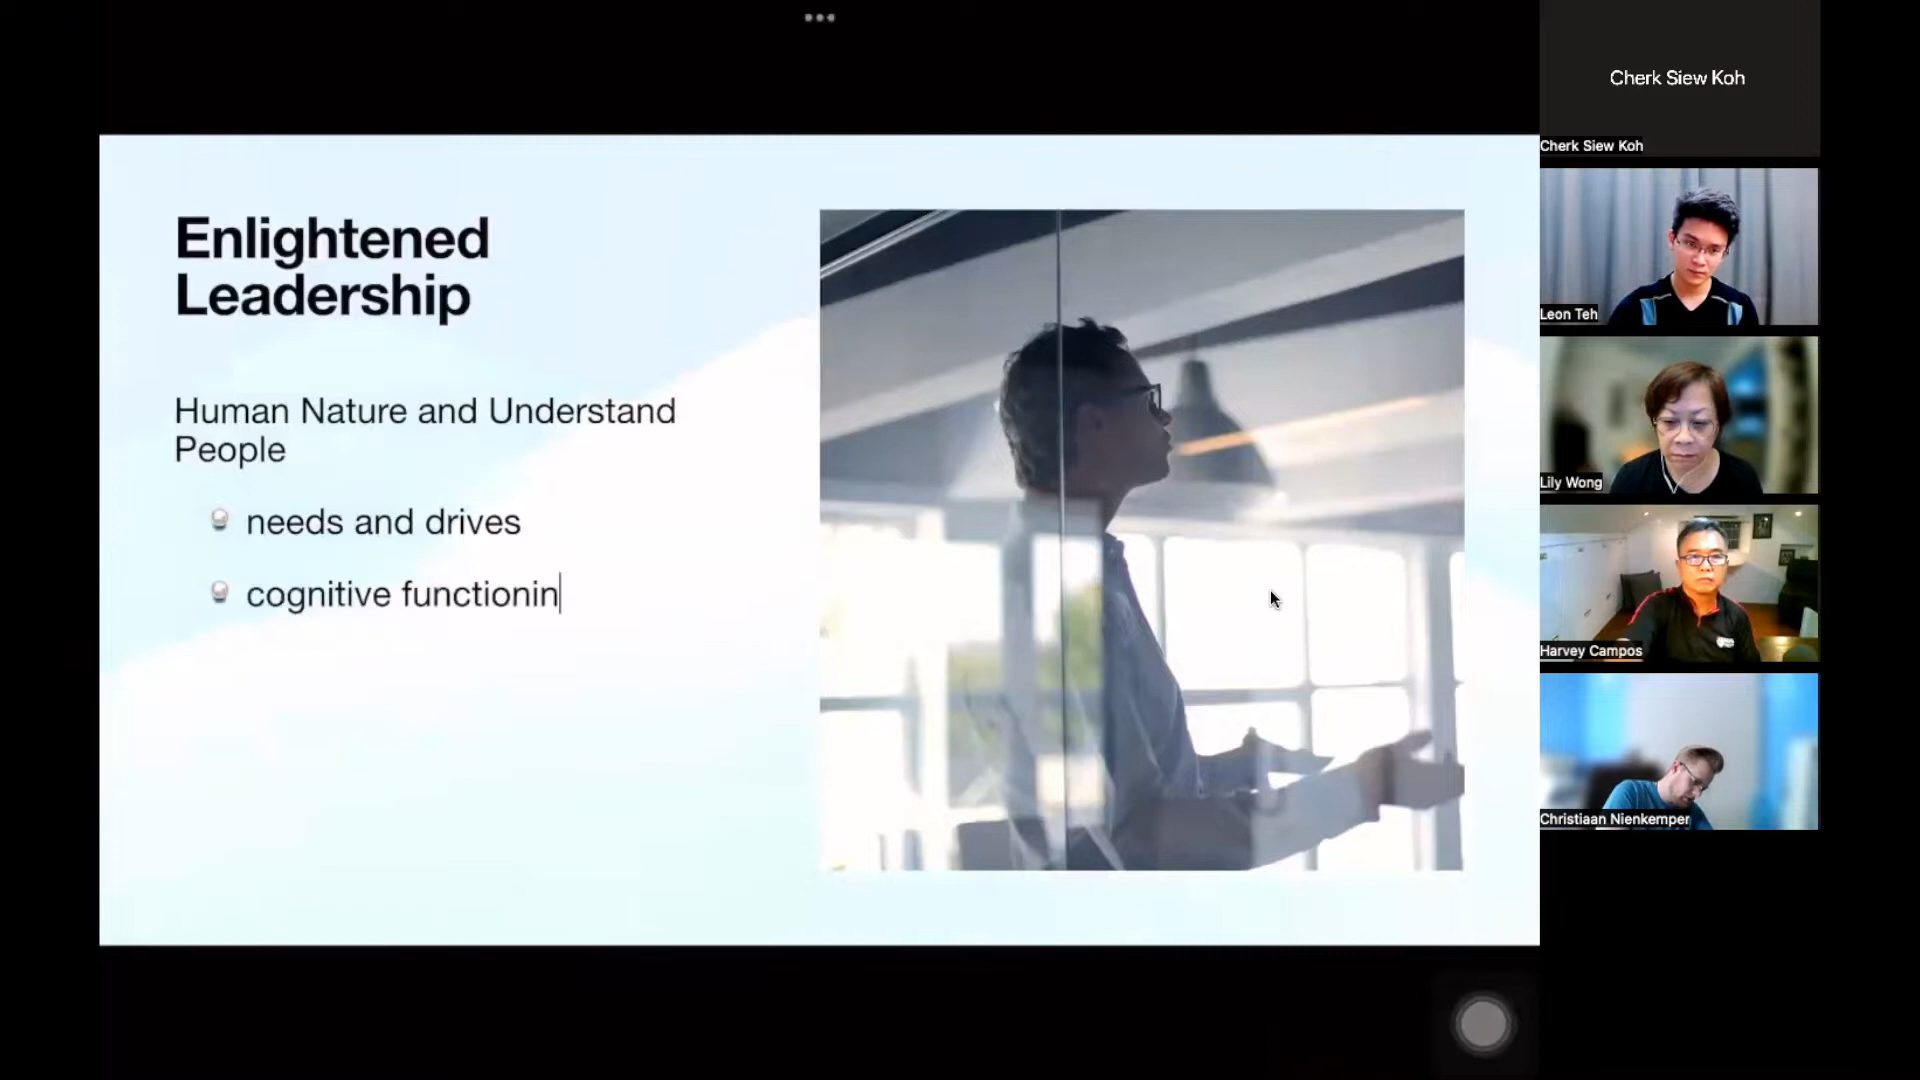 Enlightened
Leadership
Human Nature and Understand
People
needs and drives
cognitive functionin
Cherk Siew Koh
Cherk Siew Koh
Leon Teh
Lily Wong
Harvey Campos
Christiaan Nienkemper